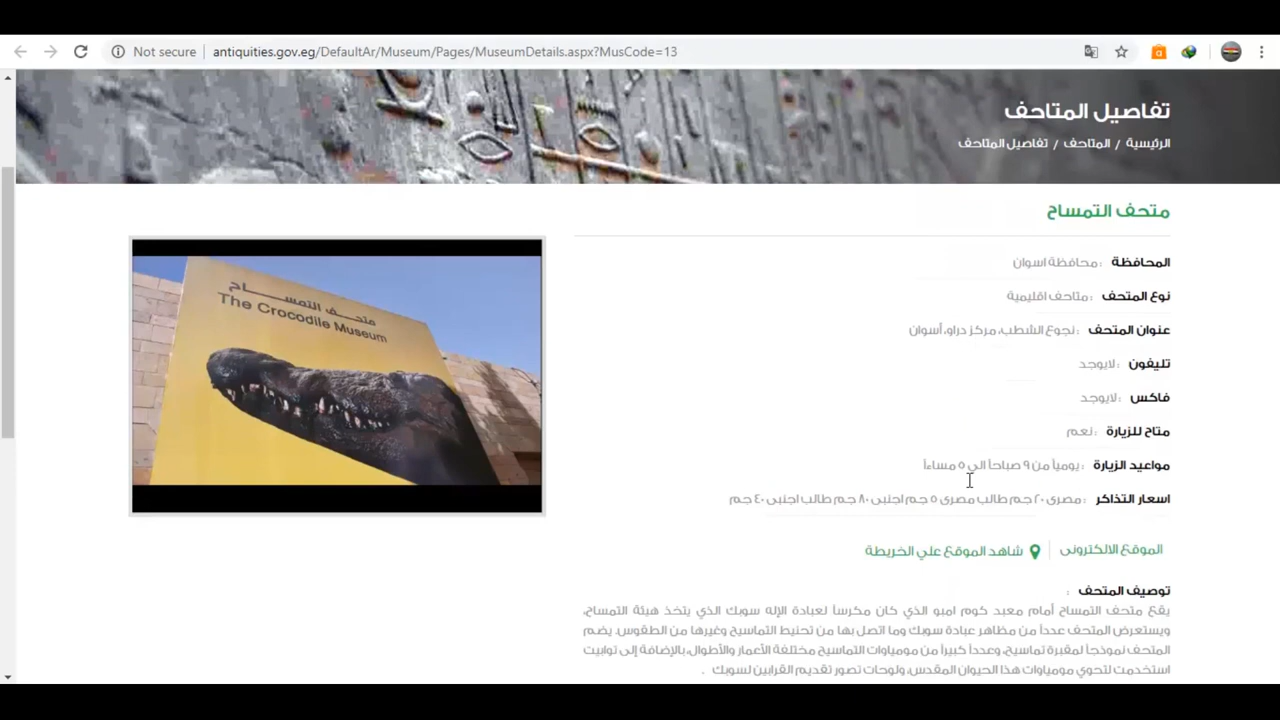 Not secure
antiquities.gov.eg/DefaultAr/Museum/Pages/MuseumDetails.aspx?MusCode=13
تفاصيل المتاحف
الرئيسية / المتاحف / تفاصيل المتاحف
متحف التمساح
المحافظة : محافظة اسوان
نوع المتحف : متاحف اقليمية
عنوان المتحف : نجوع الشطب، مركز دراو، أسوان
تليفون : لايوجد
فاكس : لايوجد
متاح للزيارة : نعم
مواعيد الزيارة : يومياً من ٩ صباحاً الى ٥ مساءاً
اسعار التذاكر : مصرى ٢٠ جم طالب مصرى ٥ جم اجنبى ٨٠ جم طالب اجنبى ٤٠ جم
الموقع الالكترونى
شاهد الموقع علي الخريطة
توصيف المتحف :
يقع متحف التمساح أمام معبد كوم امبو الذي كان مكرساً لعبادة الإله سوبك الذي يتخذ هيئة التمساح،
ويستعرض المتحف عدداً من مظاهر عبادة سوبك وما اتصل بها من تحنيط التماسيح وغيرها من الطقوس. يضم
المتحف نموذجاً لمقبرة تماسيح، وعدداً كبيراً من مومياوات التماسيح مختلفة الأعمار والأطوال، بالإضافة إلى توابيت
استخدمت لتحوي مومياوات هذا الحيوان المقدس، ولوحات تصور تقديم القرابين لسوبك .
متحف التمساح
The Crocodile Museum